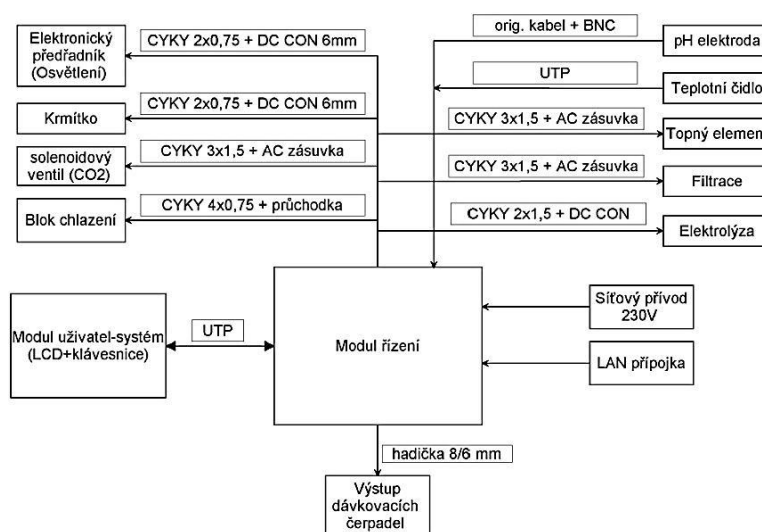 Elektronický
předřadník
(Osvětlení)
CYKY 2x0,75 + DC CON 6mm
orig. kabel + BNC
pH elektroda
UTP
Teplotní čidlo
Krmítko
CYKY 2x0,75 + DC CON 6mm
CYKY 3x1,5 + AC zásuvka
Topný element
solenoidový
ventil (CO2)
CYKY 3x1,5 + AC zásuvka
CYKY 3x1,5 + AC zásuvka
Filtrace
Blok chlazení
CYKY 4x0,75 + průchodka
CYKY 2x1,5 + DC CON
Elektrolýza
Modul uživatel-systém
(LCD+klávesnice)
UTP
Modul řízení
Síťový přívod
230V
LAN přípojka
hadička 8/6 mm
Výstup
dávkovacích
čerpadel